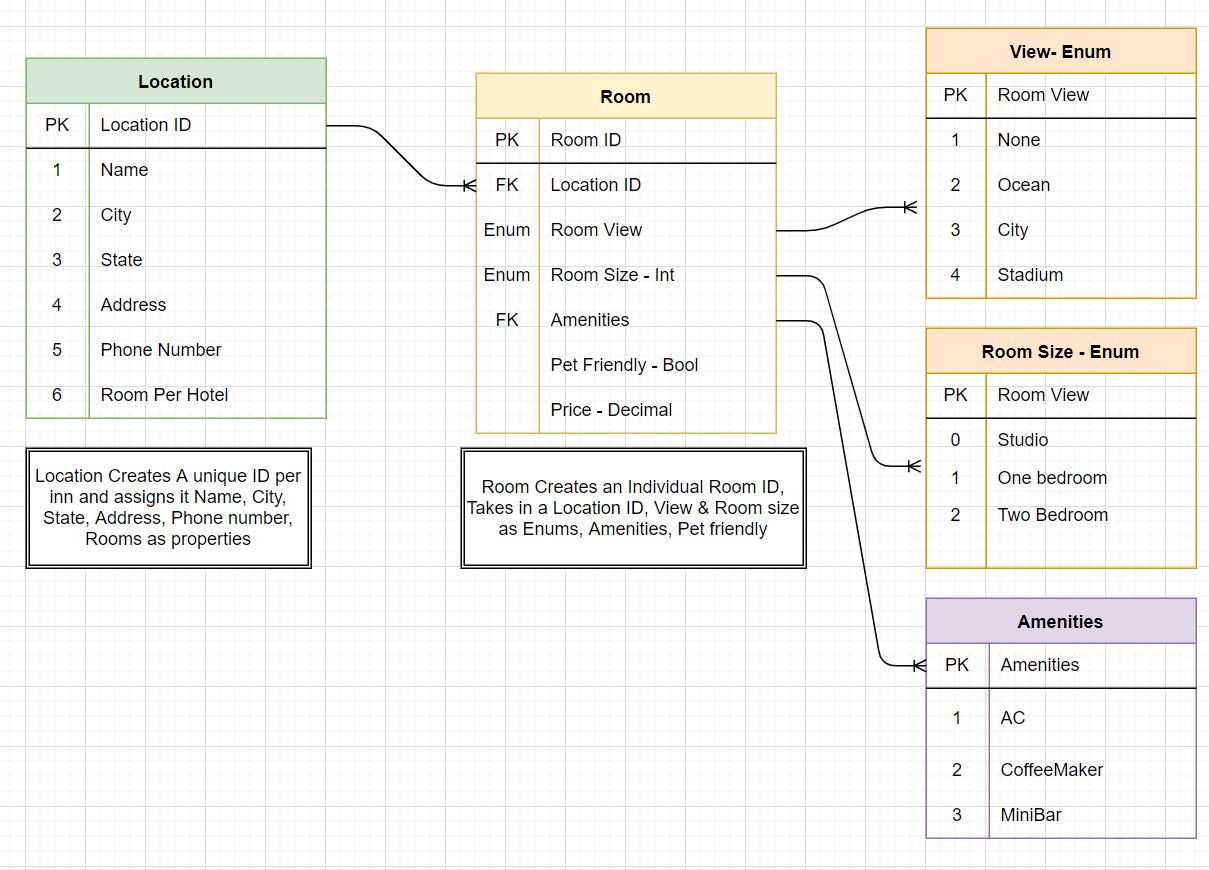 Location
PK Location ID
1 Name
2 City
3 State
4 Address
5 Phone Number
6 Room Per Hotel
Location Creates A unique ID per
inn and assigns it Name, City,
State, Address, Phone number,
Rooms as properties
Room
PK Room ID
FK Location ID
Enum Room View
Enum Room Size - Int
FK Amenities
Pet Friendly - Bool
Price - Decimal
Room Creates an Individual Room ID,
Takes in a Location ID, View & Room size
as Enums, Amenities, Pet friendly
View- Enum
PK Room View
1 None
2 Ocean
3 City
4 Stadium
Room Size - Enum
PK Room View
0 Studio
1 One bedroom
2 Two Bedroom
Amenities
PK Amenities
1 AC
2 CoffeeMaker
3 MiniBar